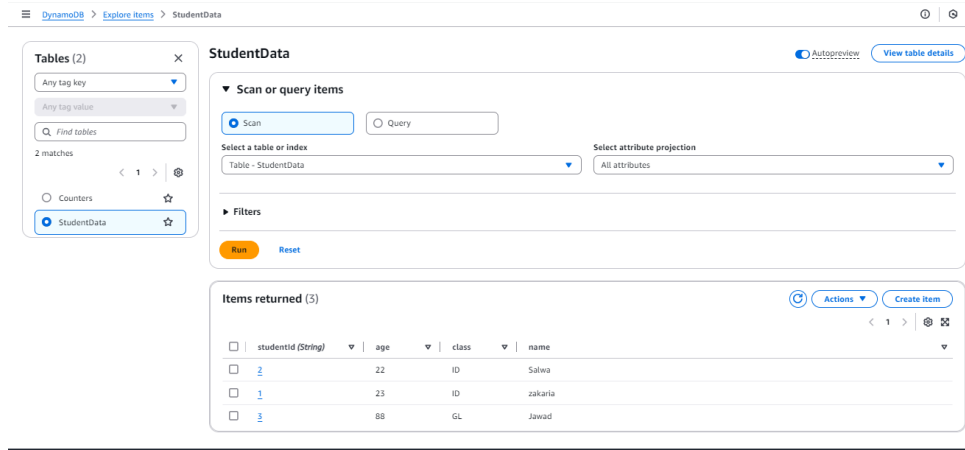 DynamoDB > Explore items > StudentData
Tables (2)
Any tag key
Any tag value
Find tables
2 matches
< 1 >
Counters
StudentData
StudentData
Autopreview
View table details
Scan or query items
Scan
Query
Select a table or index
Select attribute projection
Table - StudentData
All attributes
Filters
Run
Reset
Items returned (3)
Actions
Create item
< 1 >
studentId (String) age class name
2 22 ID Salwa
1 23 ID zakaria
3 88 GL Jawad